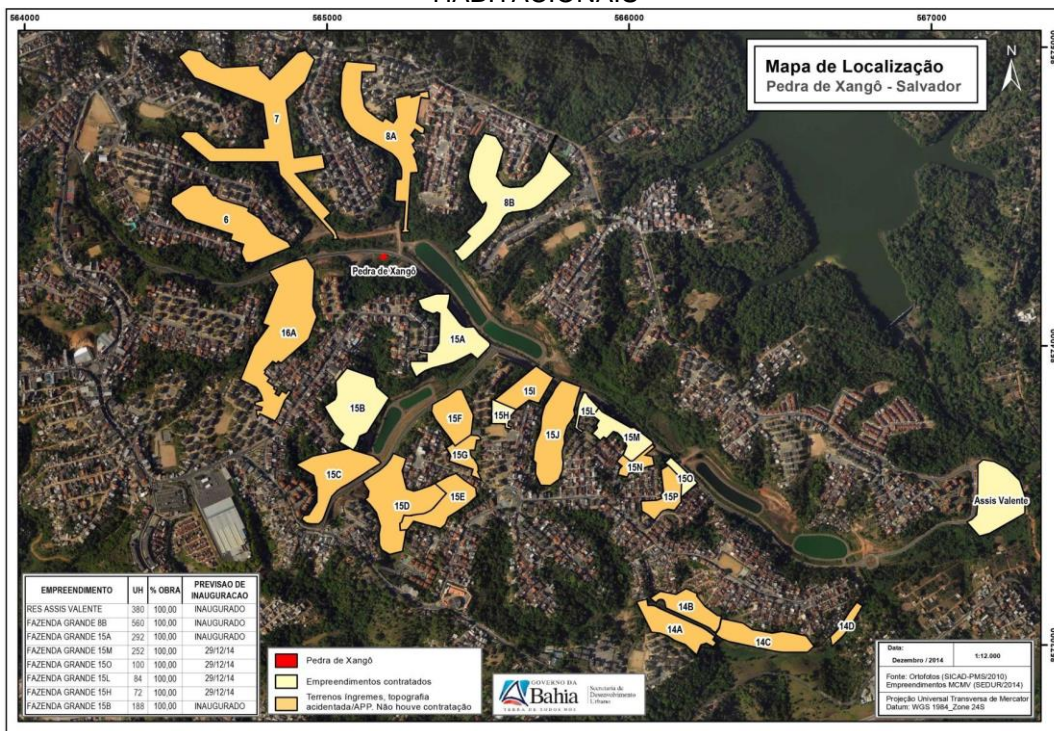 HABITACIONAIS
564000 565000 566000 567000
8575000
Mapa de Localização
Pedra de Xangô - Salvador
N
7
8A
8B
6
Pedra de Xangô
16A
15A
8574000
15B
15I
15H
15F
15L
15J
15M
15G
15N
15C
15O
15E
15P
15D
Assis Valente
14B
14A
14C
14D
8573000
EMPREENDIMENTO UH % OBRA PREVISAO DE INAUGURACAO
RES ASSIS VALENTE 380 100,00 INAUGURADO
FAZENDA GRANDE 8B 560 100,00 INAUGURADO
FAZENDA GRANDE 15A 292 100,00 INAUGURADO
FAZENDA GRANDE 15M 252 100,00 29/12/14
FAZENDA GRANDE 15O 100 100,00 29/12/14
FAZENDA GRANDE 15L 84 100,00 29/12/14
FAZENDA GRANDE 15H 72 100,00 29/12/14
FAZENDA GRANDE 15B 188 100,00 INAUGURADO
Pedra de Xangô
Empreendimentos contratados
Terrenos íngremes, topografia
acidentada/APP, Não houve contratação
GOVERNO DA
Bahia
TERRA DE TODOS NÓS
Secretaria de
Desenvolvimento
Urbano
Data:
Dezembro / 2014
1:12.000
Fonte: Ortofotos (SICAD-PMS/2010)
Empreendimentos MCMV (SEDUR/2014)
Projeção Universal Transversa de Mercator
Datum: WGS 1984_Zone 24S